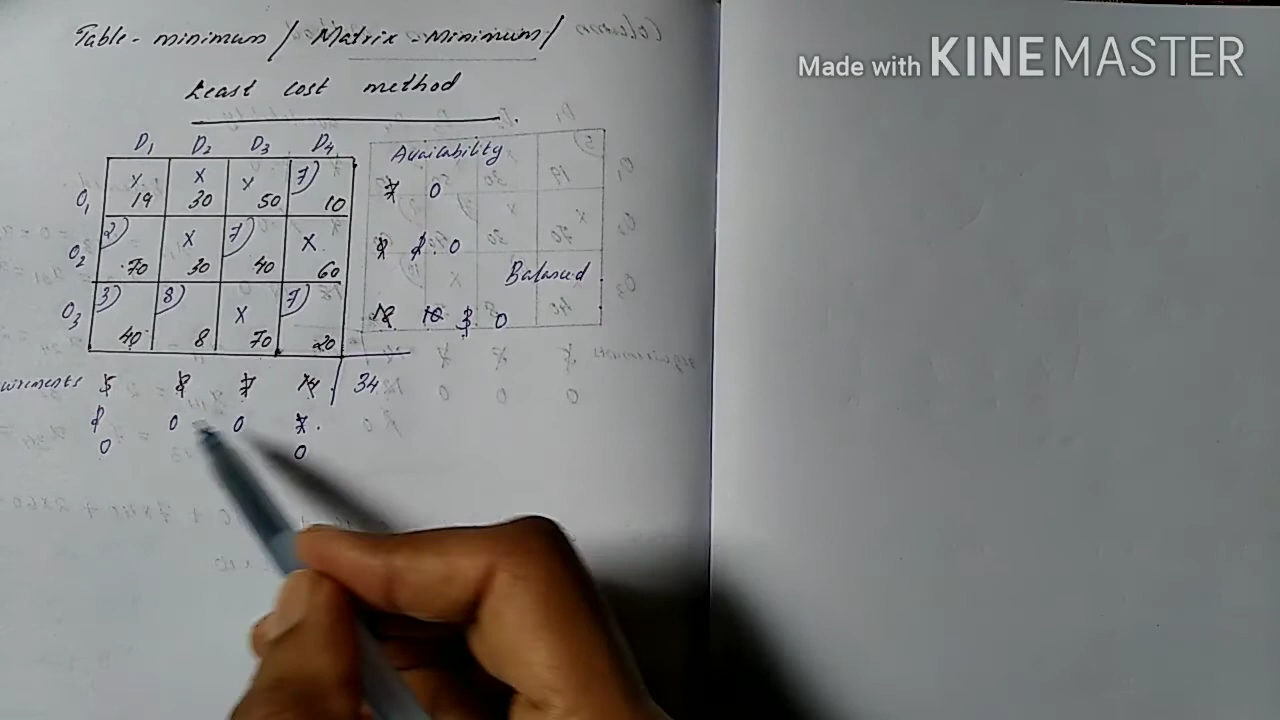 Table-minimum / Matrix-Minimum /
Made with KINEMASTER
Least cost method
D1 D2 D3 D4 Availability
O1 x 19 x 30 x 50 7) 10 7 0
O2 2) 70 x 30 7) 40 x 60 9 2 0
Balanced
O3 3) 40 8) 8 x 70 7) 20 18 10 3 0
uirements 5 8 7 14 34
3 0 0 7
0 0